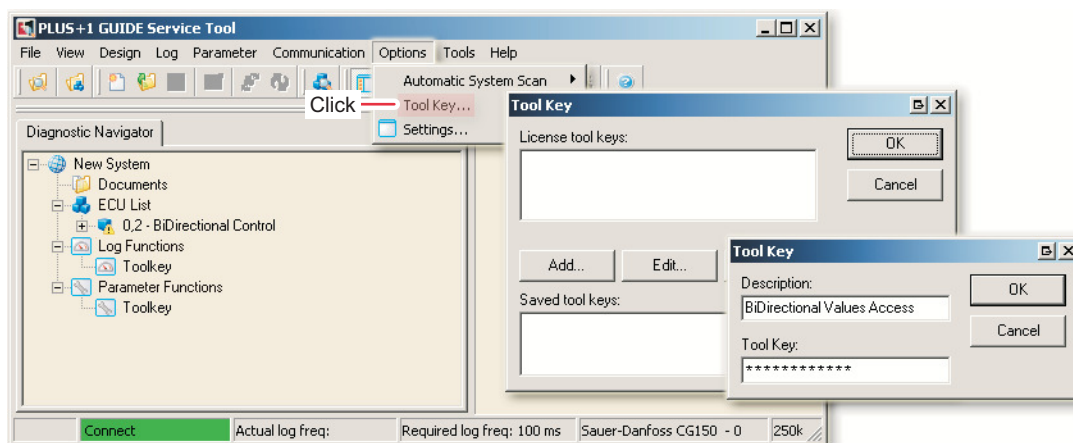 PLUS+1 GUIDE Service Tool
File View Design Log Parameter Communication Options Tools Help
Automatic System Scan
Click
Tool Key...
Settings...
Diagnostic Navigator
New System
Documents
ECU List
0,2 - BiDirectional Control
Log Functions
Toolkey
Parameter Functions
Toolkey
Tool Key
License tool keys:
OK
Cancel
Add...
Edit...
Saved tool keys:
Tool Key
Description:
BiDirectional Values Access
OK
Cancel
Tool Key:
************
Connect
Actual log freq:
Required log freq: 100 ms
Sauer-Danfoss CG150 - 0
250k